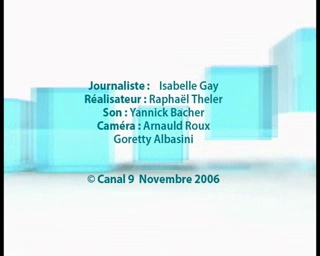 Journaliste : Isabelle Gay
Réalisateur : Raphaël Theler
Son : Yannick Bacher
Caméra : Arnauld Roux
Goretty Albasini
© Canal 9 Novembre 2006